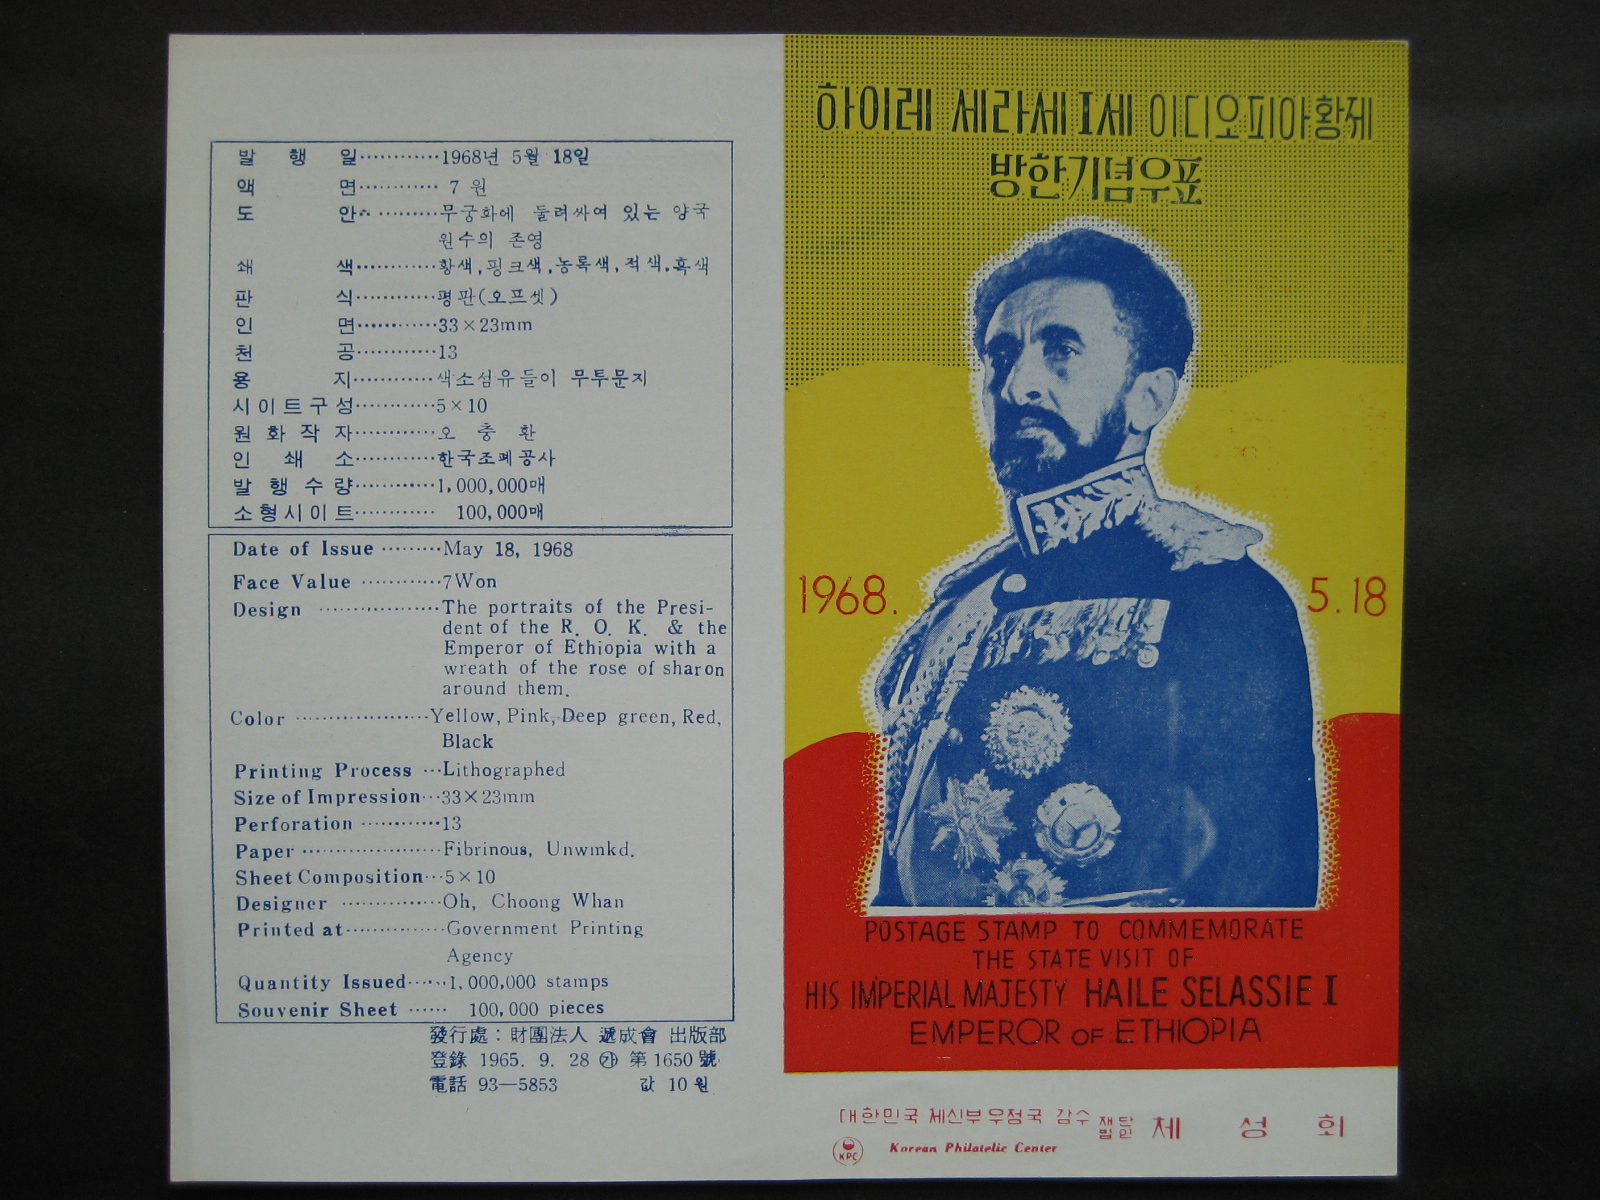 발 행 일············1968년 5월 18일
액 면············ 7 원
도 안············무궁화에 둘려싸여 있는 양국
원수의 존영
쇄 색············황색, 핑크색, 농록색, 적색, 흑색
판 식············평판(오프셋)
인 면············33×23mm
천 공············13
용 지············색소섬유들이 무투문지
시이트구성············5×10
원 화 작 자············오 충 환
인 쇄 소············한국조폐공사
발 행 수 량············1,000,000매
소형시이트············ 100,000매
Date of Issue ·········May 18, 1968
Face Value ············7Won
Design ··················The portraits of the Presi-
dent of the R. O. K. & the
Emperor of Ethiopia with a
wreath of the rose of sharon
around them.
Color ····················Yellow, Pink, Deep green, Red,
Black
Printing Process ···Lithographed
Size of Impression···33×23mm
Perforation ············13
Paper ·····················Fibrinous, Unwmkd.
Sheet Composition···5×10
Designer ···············Oh, Choong Whan
Printed at···············Government Printing
Agency
Quantity Issued······1,000,000 stamps
Souvenir Sheet ······ 100,000 pieces
發行處：財團法人 遞成會 出版部
登錄 1965. 9. 28 ㉮ 第 1650 號
電話 93—5853 값 10 원
하이레 세라세 I세 이디오피아황제
방한기념우표
1968. 5.18
POSTAGE STAMP TO COMMEMORATE
THE STATE VISIT OF
HIS IMPERIAL MAJESTY HAILE SELASSIE I
EMPEROR OF ETHIOPIA
대한민국 체신부우정국 감수 재단법인 체 성 회
KPC Korean Philatelic Center